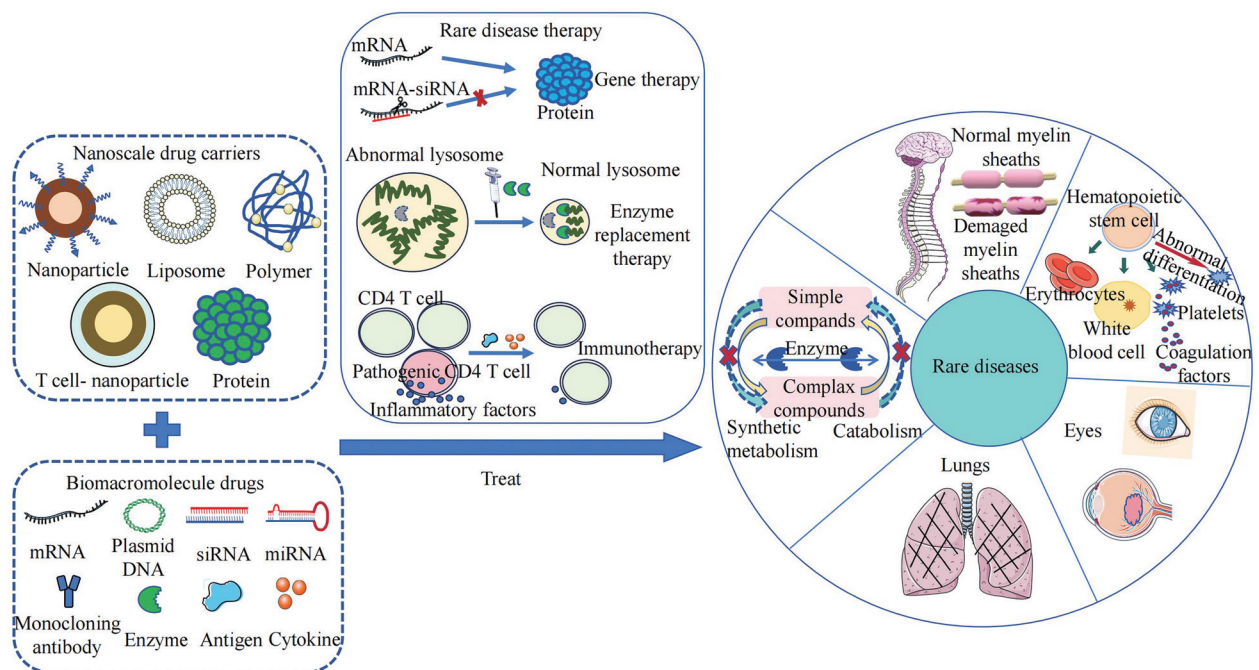 Nanoscale drug carriers
Nanoparticle
Liposome
Polymer
T cell- nanoparticle
Protein
Biomacromolecule drugs
mRNA
Plasmid
DNA
siRNA
miRNA
Monocloning
antibody
Enzyme
Antigen
Cytokine
Rare disease therapy
mRNA
mRNA-siRNA
Protein
Gene therapy
Abnormal lysosome
Normal lysosome
Enzyme
replacement
therapy
CD4 T cell
Pathogenic CD4 T cell
Inflammatory factors
Immunotherapy
Treat
Rare diseases
Normal myelin
sheaths
Demaged
myelin
sheaths
Hematopoietic
stem cell
Abnormal
differentiation
Erythrocytes
White
blood cell
Platelets
Coagulation
factors
Eyes
Lungs
Simple
compands
Enzyme
Complax
compounds
Synthetic
metabolism
Catabolism